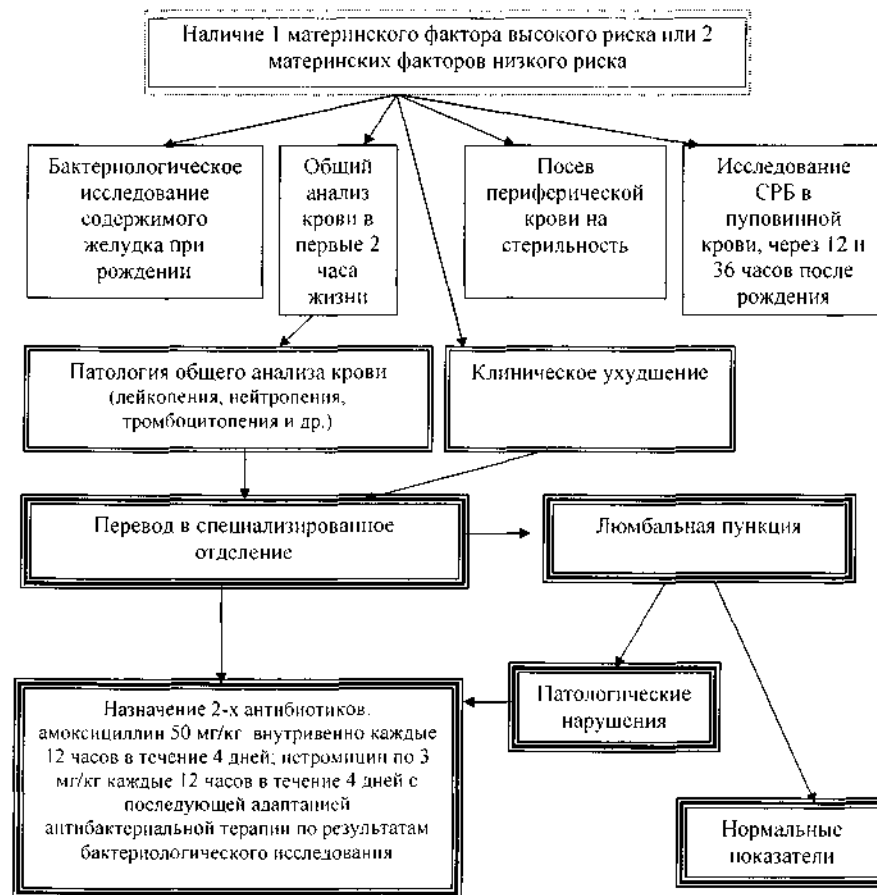 Наличие 1 материнского фактора высокого риска или 2
материнских факторов низкого риска
Бактериологическое
исследование
содержимого
желудка при
рождении
Общий
анализ
крови в
первые 2
часа
жизни
Посев
периферической
крови на
стерильность
Исследование
СРБ в
пуповинной
крови, через 12 и
36 часов после
рождения
Патология общего анализа крови
(лейкопения, нейтропения,
тромбоцитопения и др.)
Клиническое ухудшение
Перевод в специализированное
отделение
Люмбальная пункция
Назначение 2-х антибиотиков.
амоксициллин 50 мг/кг внутривенно каждые
12 часов в течение 4 дней; нстромицин по 3
мг/кг каждые 12 часов в течение 4 дней с
последующей адаптацией
антибактериальной терапии по результатам
бактериологического исследования
Патологические
нарушения
Нормальные
показатели